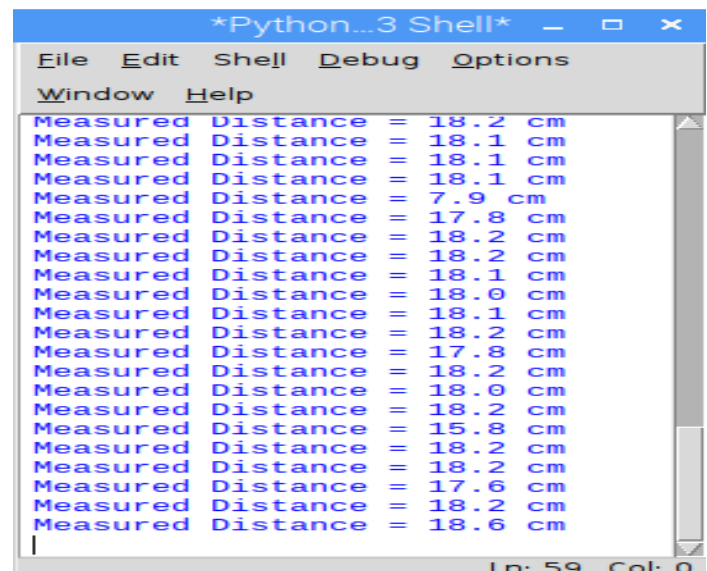 *Python...3 Shell*
File Edit Shell Debug Options
Window Help
Measured Distance = 18.2 cm
Measured Distance = 18.1 cm
Measured Distance = 18.1 cm
Measured Distance = 18.1 cm
Measured Distance = 7.9 cm
Measured Distance = 17.8 cm
Measured Distance = 18.2 cm
Measured Distance = 18.2 cm
Measured Distance = 18.1 cm
Measured Distance = 18.0 cm
Measured Distance = 18.1 cm
Measured Distance = 18.2 cm
Measured Distance = 17.8 cm
Measured Distance = 18.2 cm
Measured Distance = 18.0 cm
Measured Distance = 18.2 cm
Measured Distance = 15.8 cm
Measured Distance = 18.2 cm
Measured Distance = 18.2 cm
Measured Distance = 17.6 cm
Measured Distance = 18.2 cm
Measured Distance = 18.6 cm
Ln: 59 Col: 0